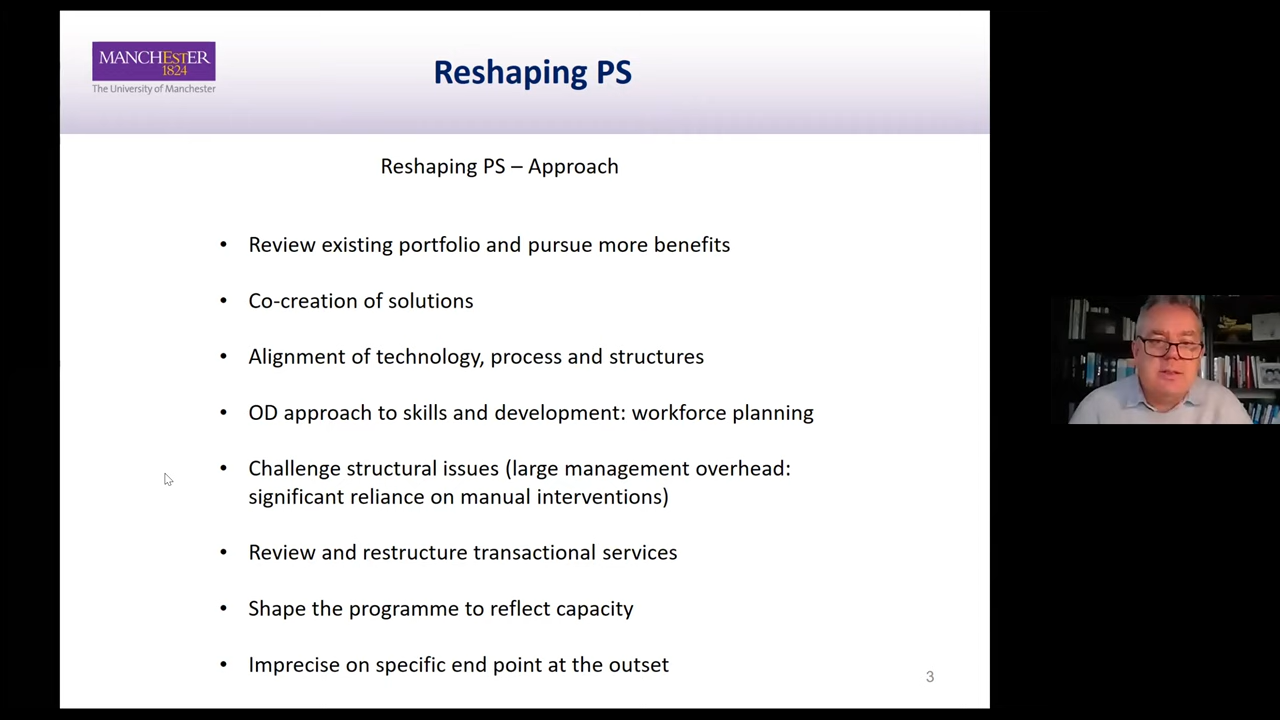 MANCHESTER
1824
The University of Manchester
Reshaping PS
Reshaping PS – Approach
• Review existing portfolio and pursue more benefits
• Co-creation of solutions
• Alignment of technology, process and structures
• OD approach to skills and development: workforce planning
• Challenge structural issues (large management overhead:
significant reliance on manual interventions)
• Review and restructure transactional services
• Shape the programme to reflect capacity
• Imprecise on specific end point at the outset
3